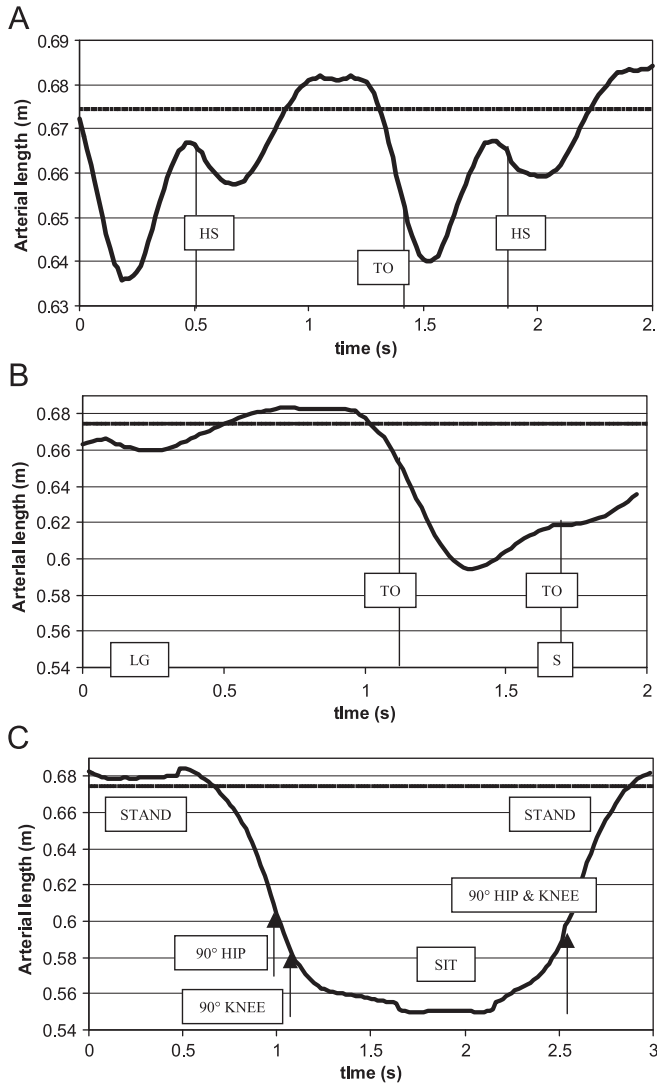 A
0.69
0.68
0.67
0.66
0.65
0.64
0.63
Arterial length (m)
HS
TO
HS
0 0.5 1 1.5 2 2.
time (s)
B
0.68
0.66
0.64
0.62
0.6
0.58
0.56
0.54
Arterial length (m)
TO TO
LG S
0 0.5 1 1.5 2
time (s)
C
0.68
0.66
0.64
0.62
0.6
0.58
0.56
0.54
Arterial length (m)
STAND STAND
90° HIP & KNEE
90° HIP SIT
90° KNEE
0 0.5 1 1.5 2 2.5 3
time (s)